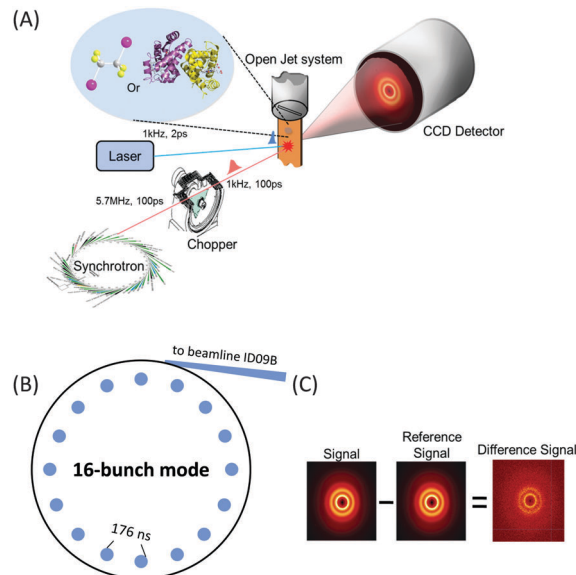 (A)
Open Jet system
Or
CCD Detector
1kHz, 2ps
Laser
1kHz, 100ps
5.7MHz, 100ps
Chopper
Synchrotron
to beamline ID09B
(B)
(C)
16-bunch mode
176 ns
Signal
Reference
Signal
Difference Signal